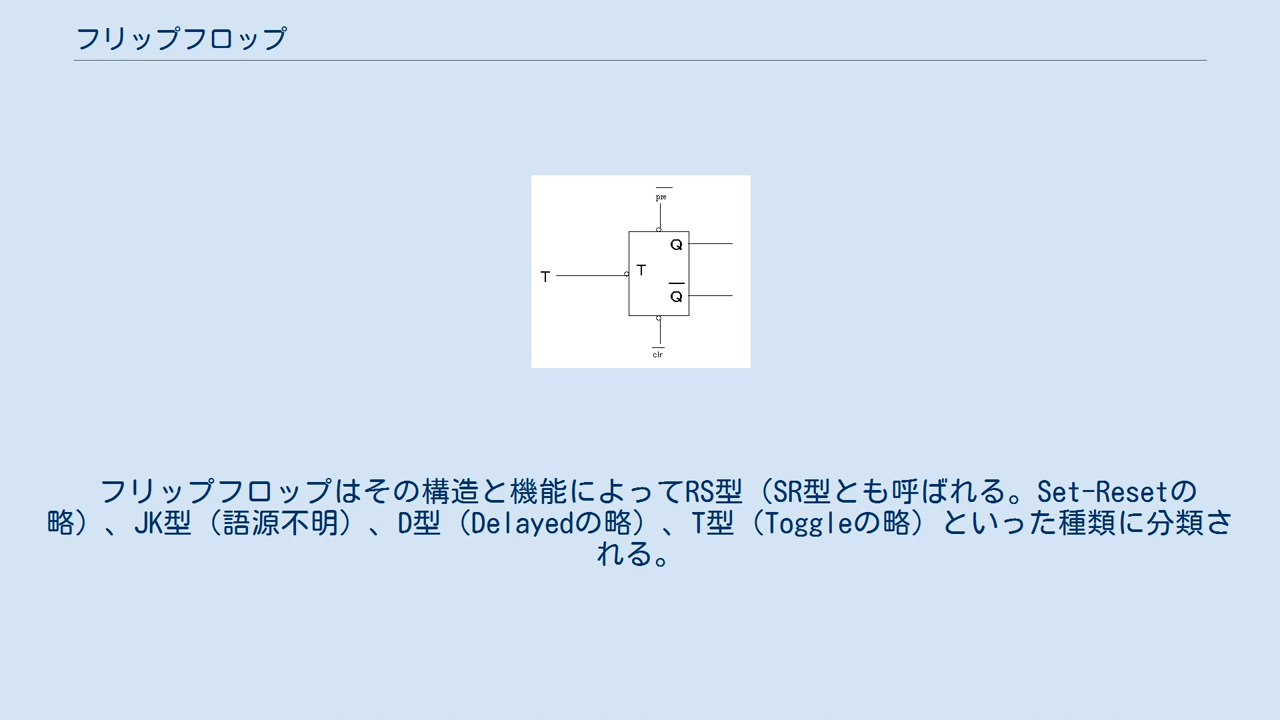 フリップフロップ
pre
Q
T
T
Q
clr
フリップフロップはその構造と機能によってRS型（SR型とも呼ばれる。Set-Resetの
略）、JK型（語源不明）、D型（Delayedの略）、T型（Toggleの略）といった種類に分類さ
れる。